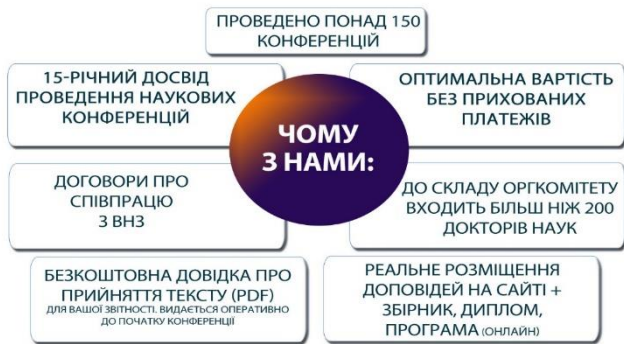 ПРОВЕДЕНО ПОНАД 150
КОНФЕРЕНЦІЙ
15-РІЧНИЙ ДОСВІД
ПРОВЕДЕННЯ НАУКОВИХ
КОНФЕРЕНЦІЙ
ОПТИМАЛЬНА ВАРТІСТЬ
БЕЗ ПРИХОВАНИХ
ПЛАТЕЖІВ
ЧОМУ
З НАМИ:
ДОГОВОРИ ПРО
СПІВПРАЦЮ
З ВНЗ
ДО СКЛАДУ ОРГКОМІТЕТУ
ВХОДИТЬ БІЛЬШ НІЖ 200
ДОКТОРІВ НАУК
БЕЗКОШТОВНА ДОВІДКА ПРО
ПРИЙНЯТТЯ ТЕКСТУ (PDF)
ДЛЯ ВАШОЇ ЗВІТНОСТІ. ВИДАЄТЬСЯ ОПЕРАТИВНО
ДО ПОЧАТКУ КОНФЕРЕНЦІЇ
РЕАЛЬНЕ РОЗМІЩЕННЯ
ДОПОВІДЕЙ НА САЙТІ +
ЗБІРНИК, ДИПЛОМ,
ПРОГРАМА (ОНЛАЙН)